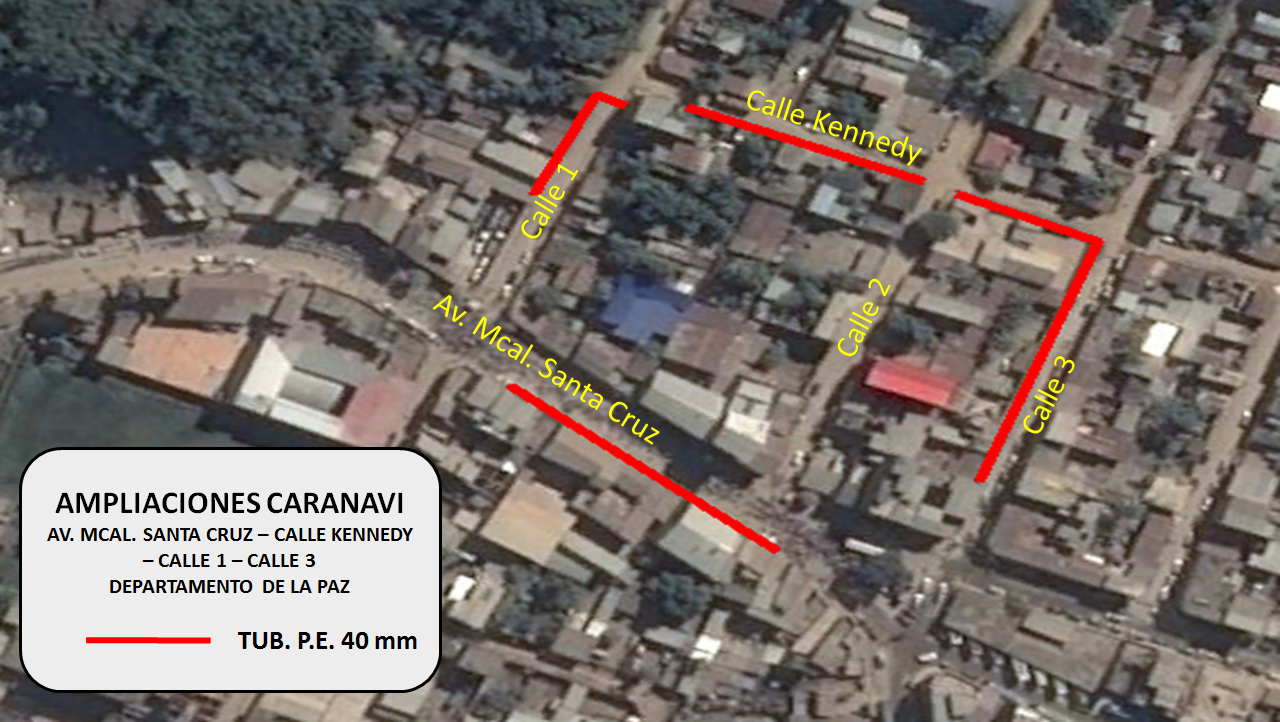 Calle Kennedy
Calle 1
Calle 2
Av. Mcal. Santa Cruz
Calle 3
AMPLIACIONES CARANAVI
AV. MCAL. SANTA CRUZ – CALLE KENNEDY
– CALLE 1 – CALLE 3
DEPARTAMENTO DE LA PAZ
TUB. P.E. 40 mm